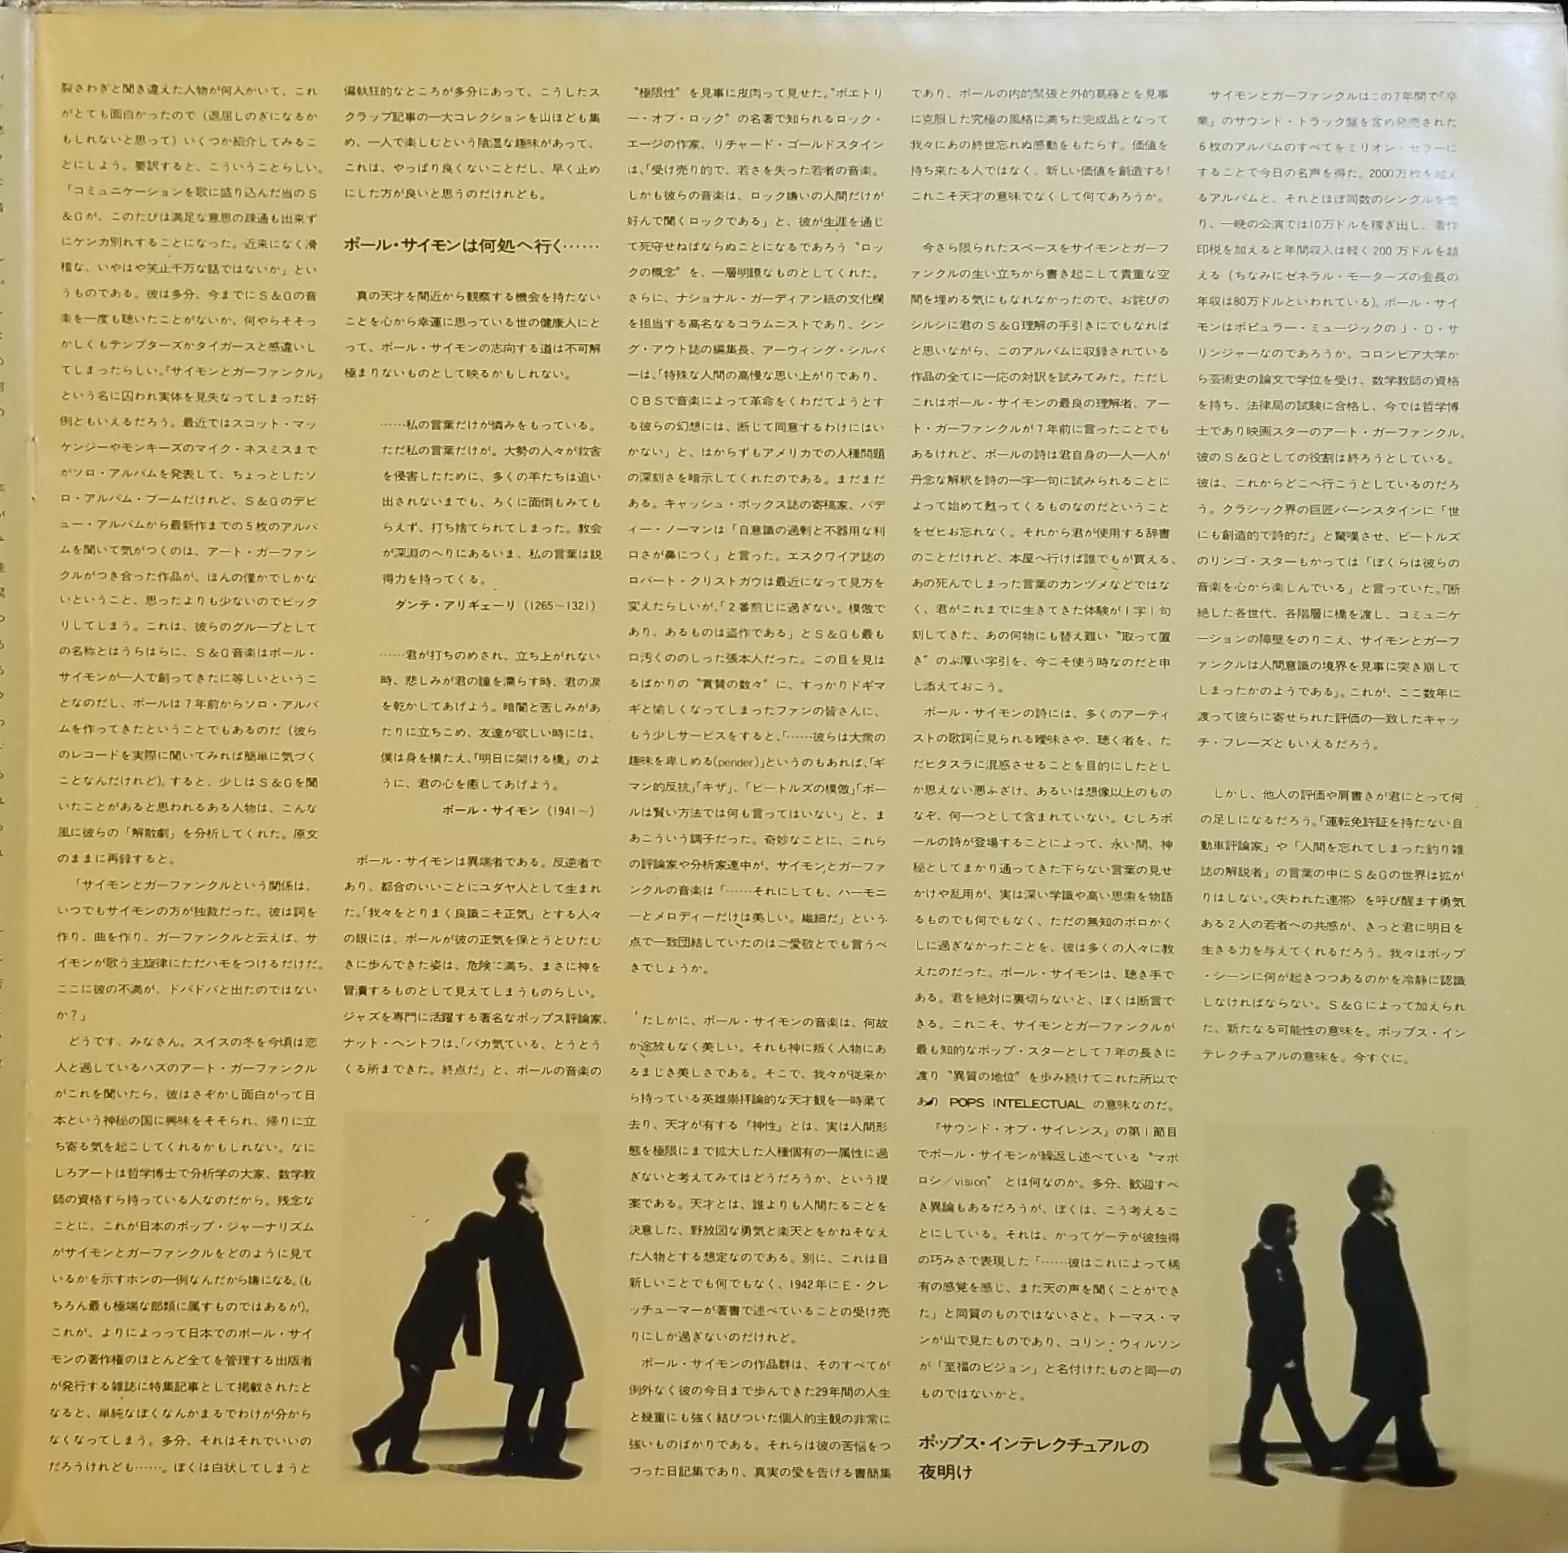 裂さわぎと聞き違えた人物が何人かいて、これ
がとても面白かったので（退屈しのぎになるか
もしれないと思って）いくつか紹介してみるこ
とにしよう。要訳すると、こういうことらしい。
「コミュニケーションを歌に盛り込んだ当のＳ
＆Ｇが、このたびは満足な意思の疎通も出来ず
にケンカ別れすることになった。近来になく滑
稽な、いやはや笑止千万な話ではないか」とい
うものである。彼は多分、今までにＳ＆Ｇの音
楽を一度も聴いたことがないか、何やらそそっ
かしくもテンプターズかタイガースと感違いし
てしまったらしい。『サイモンとガーファンクル』
という名に囚われ実体を見失なってしまった好
例ともいえるだろう。最近ではスコット・マッ
ケンジーやモンキーズのマイク・ネスミスまで
がソロ・アルバムを発表して、ちょっとしたソ
ロ・アルバム・ブームだけれど、Ｓ＆Ｇのデビ
ュー・アルバムから最新作までの５枚のアルバ
ムを聞いて気がつくのは、アート・ガーファン
クルがつき合った作品が、ほんの僅かでしかな
いということ、思ったよりも少ないのでビック
リしてしまう。これは、彼らのグループとして
の名称とはうらはらに、Ｓ＆Ｇ音楽はポール・
サイモンが一人で創ってきたに等しいというこ
となのだし、ポールは７年前からソロ・アルバ
ムを作ってきたということでもあるのだ（彼ら
のレコードを実際に聞いてみれば簡単に気づく
ことなんだけれど）。すると、少しはＳ＆Ｇを聞
いたことがあると思われるある人物は、こんな
風に彼らの「解散劇」を分析してくれた。原文
のままに再録すると。
「サイモンとガーファンクルという関係は、
いつでもサイモンの方が独裁だった。彼は詞を
作り、曲を作り、ガーファンクルと云えば、サ
イモンが歌う主旋律にただハモをつけるだけだ。
ここに彼の不満が、ドバドバと出たのではない
か？」
どうです、みなさん。スイスの冬を今頃は恋
人と過しているハズのアート・ガーファンクル
がこれを聞いたら、彼はさぞかし面白がって日
本という神秘の国に興味をそそられ、帰りに立
ち寄る気を起こしてくれるかもしれない。なに
しろアートは哲学博士で分析学の大家、数学教
師の資格すら持っている人なのだから。残念な
ことに、これが日本のポップ・ジャーナリズム
がサイモンとガーファンクルをどのように見て
いるかを示すホンの一例なんだから嫌になる。（も
ちろん最も極端な部類に属すものではあるが）。
これが、よりによって日本でのポール・サイ
モンの著作権のほとんど全てを管理する出版者
が発行する雑誌に特集記事として掲載されたと
なると、単純なぼくなんかまるでわけが分から
なくなってしまう。多分、それはそれでいいの
だろうけれども……。ぼくは白状してしまうと
偏執狂的なところが多分にあって、こうしたス
クラップ記事の一大コレクションを山ほども集
め、一人で楽しむという陰湿な趣味があって、
これは、やっぱり良くないことだし、早く止め
にした方が良いと思うのだけれども。
ポール・サイモンは何処へ行く……
真の天才を間近から観察する機会を持たない
ことを心から幸運に思っている世の健康人にと
って、ポール・サイモンの志向する道は不可解
極まりないものとして映るかもしれない。
……私の言葉だけが憐みをもっている。
ただ私の言葉だけが。大勢の人々が救舎
を侵害したために、多くの羊たちは追い
出されないまでも、ろくに面倒もみても
らえず、打ち捨てられてしまった。教会
が深淵のへりにあるいま、私の言葉は説
得力を持ってくる。
ダンテ・アリギェーリ（1265〜1321）
……君が打ちのめされ、立ち上がれない
時、悲しみが君の瞳を濡らす時、君の涙
を乾かしてあげよう。暗闇と苦しみがあ
たりに立ちこめ、友達が欲しい時には、
僕は身を横たえ、「明日に架ける橋」のよ
うに、君の心を癒してあげよう。
ポール・サイモン（1941〜）
ポール・サイモンは異端者である。反逆者で
あり、都合のいいことにユダヤ人として生まれ
た。「我々をとりまく良識こそ正気」とする人々
の眼には、ポールが彼の正気を保とうとひたむ
きに歩んできた姿は、危険に満ち、まさに神を
冒瀆するものとして見えてしまうものらしい。
ジャズを専門に活躍する著名なポップス評論家、
ナット・ヘントフは、「バカ気ている、とうとう
くる所まできた。終点だ」と、ポールの音楽の
〝極限性〞を見事に皮肉って見せた。〝ポエトリ
ー・オブ・ロック〞の名著で知られるロック・
エージの作家、リチャード・ゴールドスタイン
は、「受け売り的で、若さを失った若者の音楽。
しかも彼らの音楽は、ロック嫌いの人間だけが
好んで聞くロックである」と、彼が生涯を通じ
て死守せねばならぬことになるであろう〝ロッ
クの概念〞を、一層明瞭なものとしてくれた。
さらに、ナショナル・ガーディアン紙の文化欄
を担当する高名なるコラムニストであり、シン
グ・アウト誌の編集長、アーウィング・シルバ
ーは、「特殊な人間の高慢な思い上がりであり、
ＣＢＳで音楽によって革命をくわだてようとす
る彼らの幻想には、断じて同意するわけにはい
かない」と、はからずもアメリカでの人種問題
の深刻さを暗示してくれたのである。まだまだ
ある。キャッシュ・ボックス誌の寄稿家、パデ
ィー・ノーマンは「自意識の過剰と不器用な利
口さが鼻につく」と言った。エスクワイア誌の
ロバート・クリストガウは最近になって見方を
変えたらしいが、「２番煎じに過ぎない。模倣で
あり、あるものは盗作である」とＳ＆Ｇも最も
口汚くののしった張本人だった。この目を見は
るばかりの〝賞賛の数々〞に、すっかりドギマ
ギと愉しくなってしまったファンの皆さんに、
もう少しサービスをすると、「……彼らは大衆の
趣味を卑しめる(pender)」というのもあれば、「ギ
マン的反抗」「キザ」、「ビートルズの模倣」「ポー
ルは賢い方法では何も言ってはいない」と、ま
あこういう調子だった。奇妙なことに、これら
の評論家や分析家連中が、サイモンとガーファ
ンクルの音楽は「……それにしても、ハーモニ
ーとメロディーだけは美しい。繊細だ」という
点で一致団結していたのはご愛敬とでも言うべ
きでしょうか。
たしかに、ポール・サイモンの音楽は、何故
か途放もなく美しい。それも神に叛く人物にあ
るまじき美しさである。そこで、我々が従来か
ら持っている英雄崇拝論的な天才観を一時棄て
去り、天才が有する『神性』とは、実は人間形
態を極限にまで拡大した人種個有の一属性に過
ぎないと考えてみてはどうだろうか、という提
案である。天才とは、誰よりも人間たることを
決意した、野放図な勇気と楽天とをかねそなえ
た人物とする想定なのである。別に、これは目
新しいことでも何でもなく、1942年にＥ・クレ
ッチューマーが著書で述べていることの受け売
りにしか過ぎないのだけれど。
ポール・サイモンの作品群は、そのすべてが
例外なく彼の今日まで歩んできた29年間の人生
と幾重にも強く結びついた個人的主観の非常に
強いものばかりである。それらは彼の苦悩をつ
づった日記集であり、真実の愛を告げる書簡集
であり、ポールの内的緊張と外的葛藤とを見事
に克服した究極の風格に満ちた完成品となって
我々にあの終世忘れぬ感動をもたらす。価値を
持ち来たる人ではなく、新しい価値を創造する！
これこそ天才の意味でなくして何であろうか。
今さら限られたスペースをサイモンとガーフ
ァンクルの生い立ちから書き起こして貴重な空
間を埋める気にもなれなかったので、お詫びの
シルシに君のＳ＆Ｇ理解の手引きにでもなれば
と思いながら、このアルバムに収録されている
作品の全てに一応の対訳を試みてみた。ただし
これはポール・サイモンの最良の理解者、アー
ト・ガーファンクルが７年前に言ったことでも
あるけれど、ポールの詩は君自身の一人一人が
丹念な解釈を詩の一字一句に試みられることに
よって始めて甦ってくるものなのだということ
をゼヒお忘れなく。それから君が使用する辞書
のことだけれど、本屋へ行けば誰でもが買える、
あの死んでしまった言葉のカンヅメなどではな
く、君がこれまでに生きてきた体験が１字１句
刻してきた、あの何物にも替え難い〝取って置
き〞のぶ厚い字引を、今こそ使う時なのだと申
し添えておこう。
ポール・サイモンの詩には、多くのアーティ
ストの歌詞に見られる曖昧さや、聴く者を、た
だヒタスラに混惑させることを目的にしたとし
か思えない悪ふざけ、あるいは想像以上のもの
なぞ、何一つとして含まれていない。むしろポ
ールの詩が登場することによって、永い間、神
秘としてまかり通ってきた下らない言葉の見せ
かけや乱用が、実は深い学識や高い思索を物語
るものでも何でもなく、ただの無知のボロかく
しに過ぎなかったことを、彼は多くの人々に教
えたのだった。ポール・サイモンは、聴き手で
ある。君を絶対に裏切らないと、ぼくは断言で
きる。これこそ、サイモンとガーファンクルが
最も知的なポップ・スターとして７年の長きに
渡り〝異質の地位〞を歩み続けてこれた所以で
あり POPS INTELECTUAL の意味なのだ。
『サウンド・オブ・サイレンス』の第１節目
でポール・サイモンが繰返し述べている〝マボ
ロシ／vision〞とは何なのか。多分、歓迎すべ
き異論もあるだろうが、ぼくは、こう考えるこ
とにしている。それは、かってゲーテが彼独得
の巧みさで表現した「……彼はこれによって稀
有の感覚を感じ、また天の声を聞くことができ
た」と同質のものではないさと。トーマス・マ
ンが山で見たものであり、コリン・ウィルソン
が「至福のビジョン」と名付けたものと同一の
ものではないかと。
ポップス・インテレクチュアルの
夜明け
サイモンとガーファンクルはこの７年間で『卒
業』のサウンド・トラック盤を含め発売された
６枚のアルバムのすべてをミリオン・セラーに
することで今日の名声を得た。2000万枚を越え
るアルバムと、それとほぼ同数のシングルを売
り、一晩の公演では10万ドルを稼ぎ出し、著作
印税を加えると年間収入は軽く200万ドルを越
える（ちなみにゼネラル・モータースの会長の
年収は80万ドルといわれている）。ポール・サイ
モンはポピュラー・ミュージックのＪ・Ｄ・サ
リンジャーなのであろうか。コロンビア大学か
ら芸術史の論文で学位を受け、数学教師の資格
を持ち、法律局の試験に合格し、今では哲学博
士であり映画スターのアート・ガーファンクル。
彼のＳ＆Ｇとしての役割は終ろうとしている。
彼は、これからどこへ行こうとしているのだろ
う。クラシック界の巨匠バーンスタインに「世
にも創造的で詩的だ」と驚嘆させ、ビートルズ
のリンゴ・スターもかっては「ぼくらは彼らの
音楽を心から楽しんでいる」と言っていた。「断
絶した各世代、各階層に橋を渡し、コミュニケ
ーションの障壁をのりこえ、サイモンとガーフ
ァンクルは人間意識の境界を見事に突き崩して
しまったかのようである」。これが、ここ数年に
渡って彼らに寄せられた評価の一致したキャッ
チ・フレーズともいえるだろう。
しかし、他人の評価や肩書きが君にとって何
の足しになるだろう。「運転免許証を持たない自
動車評論家」や「人間を忘れてしまった釣り雑
誌の解説者」の言葉の中にＳ＆Ｇの世界は拡が
りはしない。〈失われた連帯〉を呼び醒ます勇気
ある２人の若者への共感が、きっと君に明日を
生きる力を与えてくれるだろう。我々はポップ
・シーンに何が起きつつあるのかを冷静に認識
しなければならない。Ｓ＆Ｇによって加えられ
た、新たなる可能性の意味を。ポップス・イン
テレクチュアルの意味を。今すぐに。